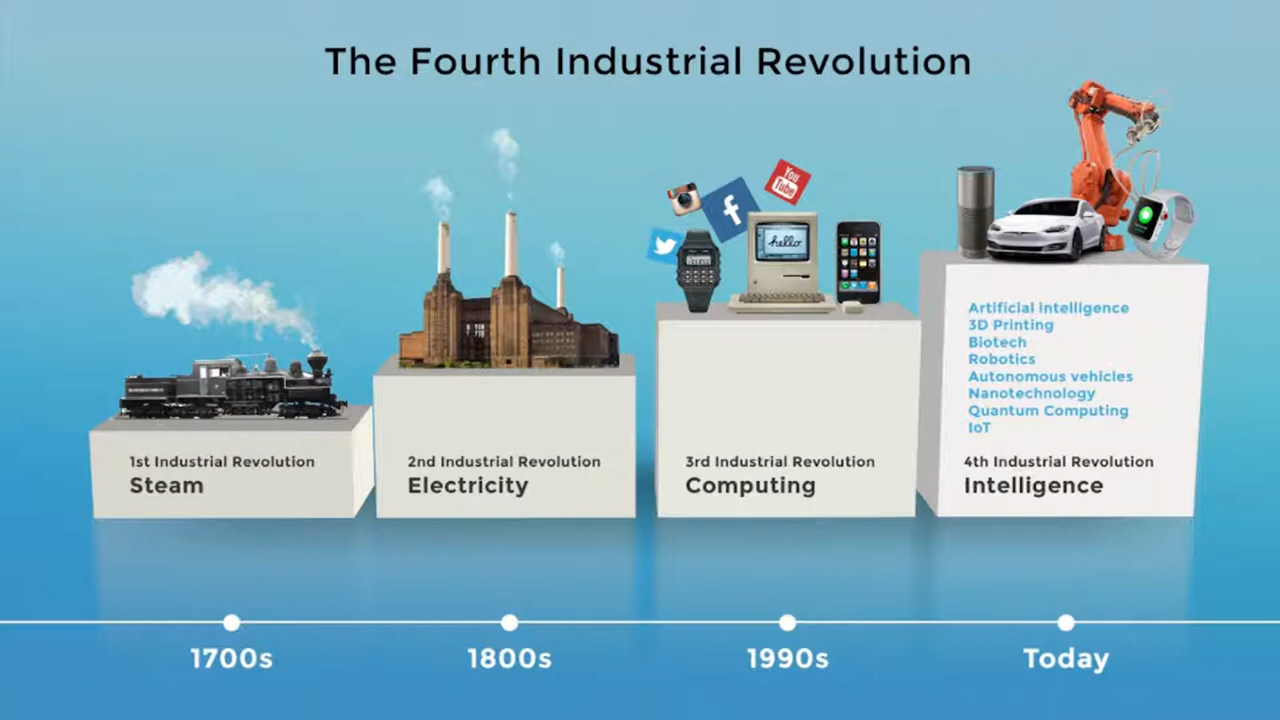 The Fourth Industrial Revolution
You
Tube
hello
Artificial intelligence
3D Printing
Biotech
Robotics
Autonomous vehicles
Nanotechnology
Quantum Computing
IoT
1st Industrial Revolution
Steam
2nd Industrial Revolution
Electricity
3rd Industrial Revolution
Computing
4th Industrial Revolution
Intelligence
1700s
1800s
1990s
Today